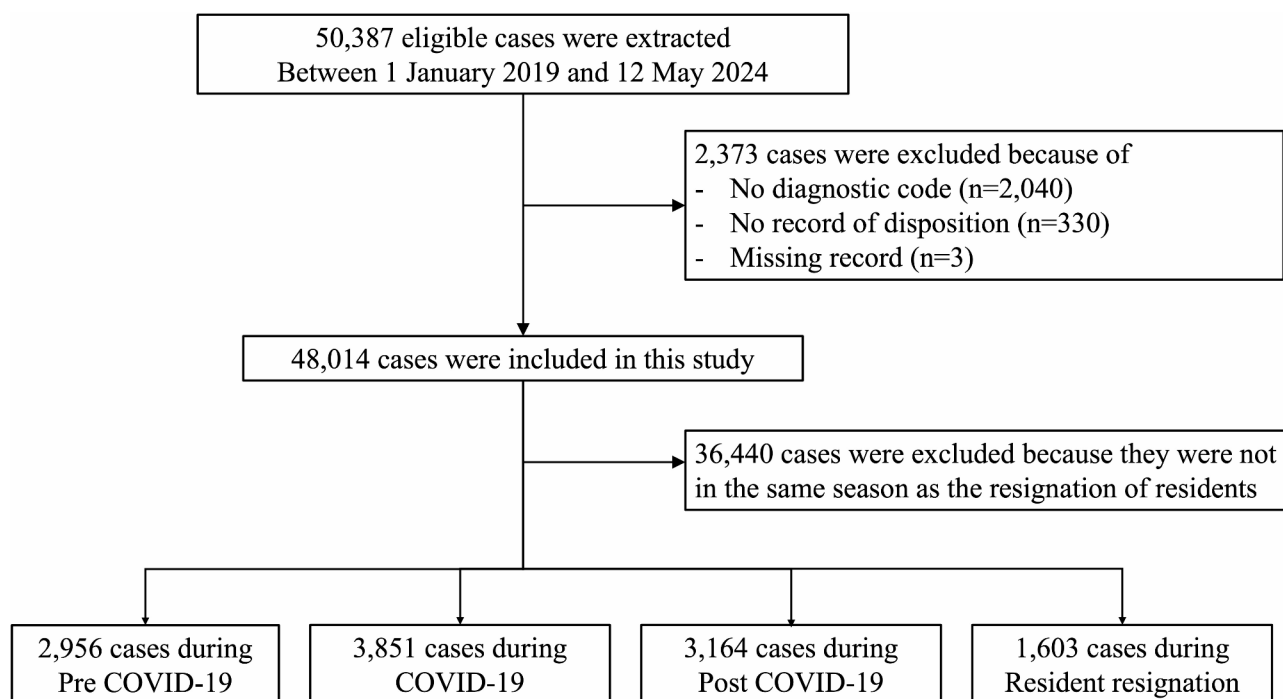 50,387 eligible cases were extracted
Between 1 January 2019 and 12 May 2024
2,373 cases were excluded because of
- No diagnostic code (n=2,040)
- No record of disposition (n=330)
- Missing record (n=3)
48,014 cases were included in this study
36,440 cases were excluded because they were not
in the same season as the resignation of residents
2,956 cases during
Pre COVID-19
3,851 cases during
COVID-19
3,164 cases during
Post COVID-19
1,603 cases during
Resident resignation